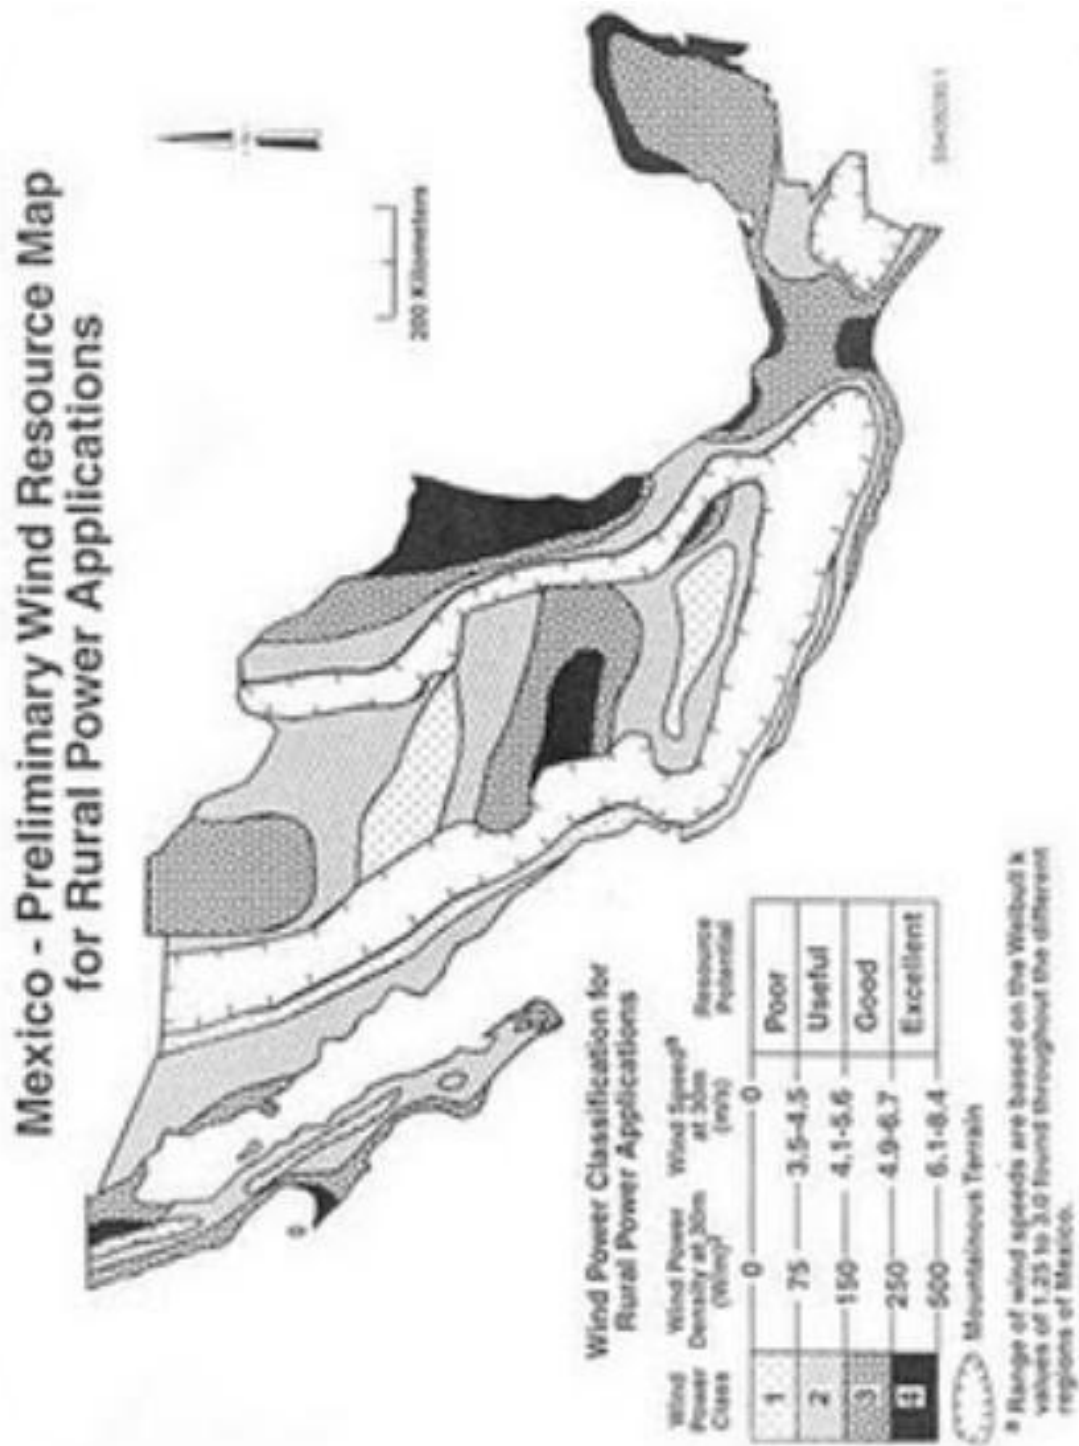 Mexico - Preliminary Wind Resource Map
for Rural Power Applications
200 Kilometers
Wind Power Classification for
Rural Power Applications
Wind Power Class
Wind Power Density at 30m (W/m)²
Wind Speedª at 30m (m/s)
Resource Potential
0 0
1 Poor
75 3.5-4.5
2 Useful
150 4.1-5.6
3 Good
250 4.9-6.7
4 Excellent
500 6.1-8.4
Mountainous Terrain
ª Range of wind speeds are based on the Weibull k
values of 1.25 to 3.0 found throughout the different
regions of Mexico.